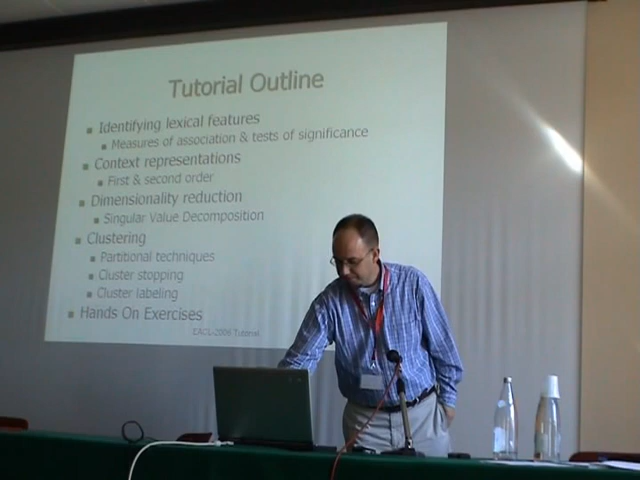 Tutorial Outline
Identifying lexical features
Measures of association & tests of significance
Context representations
First & second order
Dimensionality reduction
Singular Value Decomposition
Clustering
Partitional techniques
Cluster stopping
Cluster labeling
Hands On Exercises
EACL-2006 Tutorial